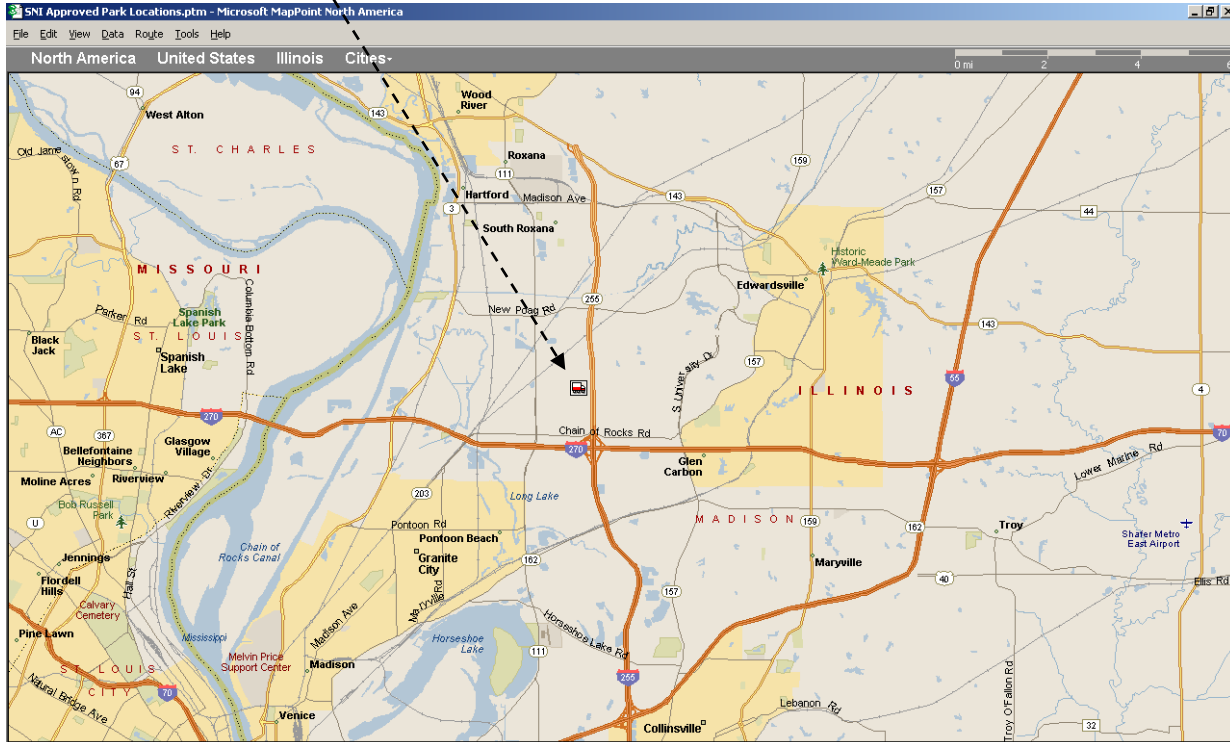 SNI Approved Park Locations.ptm - Microsoft MapPoint North America
File Edit View Data Route Tools Help
North America United States Illinois Cities
0 mi 2 4 6
94
West Alton
Wood
River
143
ST. CHARLES
Old Jamestown Rd
67
Roxana
111
159
Hartford
Madison Ave
143
157
44
3
South Roxana
Historic
Ward-Meade Park
MISSOURI
Edwardsville
255
Columbia Bottom Rd
New Poag Rd
Spanish
Lake Park
Parker Rd
143
ST. LOUIS
Black
Jack
Spanish
Lake
157
S University Dr
55
ILLINOIS
4
270
AC
367
Chain of Rocks Rd
70
Glasgow
Village
270
Bellefontaine
Neighbors
Riverview
Glen
Carbon
Lower Marine Rd
Moline Acres
Riverview Dr
203
Long Lake
Bob Russell
Park
U
Pontoon Rd
MADISON
159
162
Troy
Pontoon Beach
Shafer Metro
East Airport
Chain of
Rocks Canal
Granite
City
162
Jennings
Maryville
Hall St
Flordell
Hills
40
Ellis Rd
157
Maryville Rd
Calvary
Cemetery
Madison Ave
Horseshoe Lake Rd
Pine Lawn
Mississippi
Horseshoe
Lake
111
Melvin Price
Support Center
Madison
ST. LOUIS
CITY
255
70
Natural Bridge Ave
Troy O'Fallon Rd
Lebanon Rd
Venice
Collinsville
32